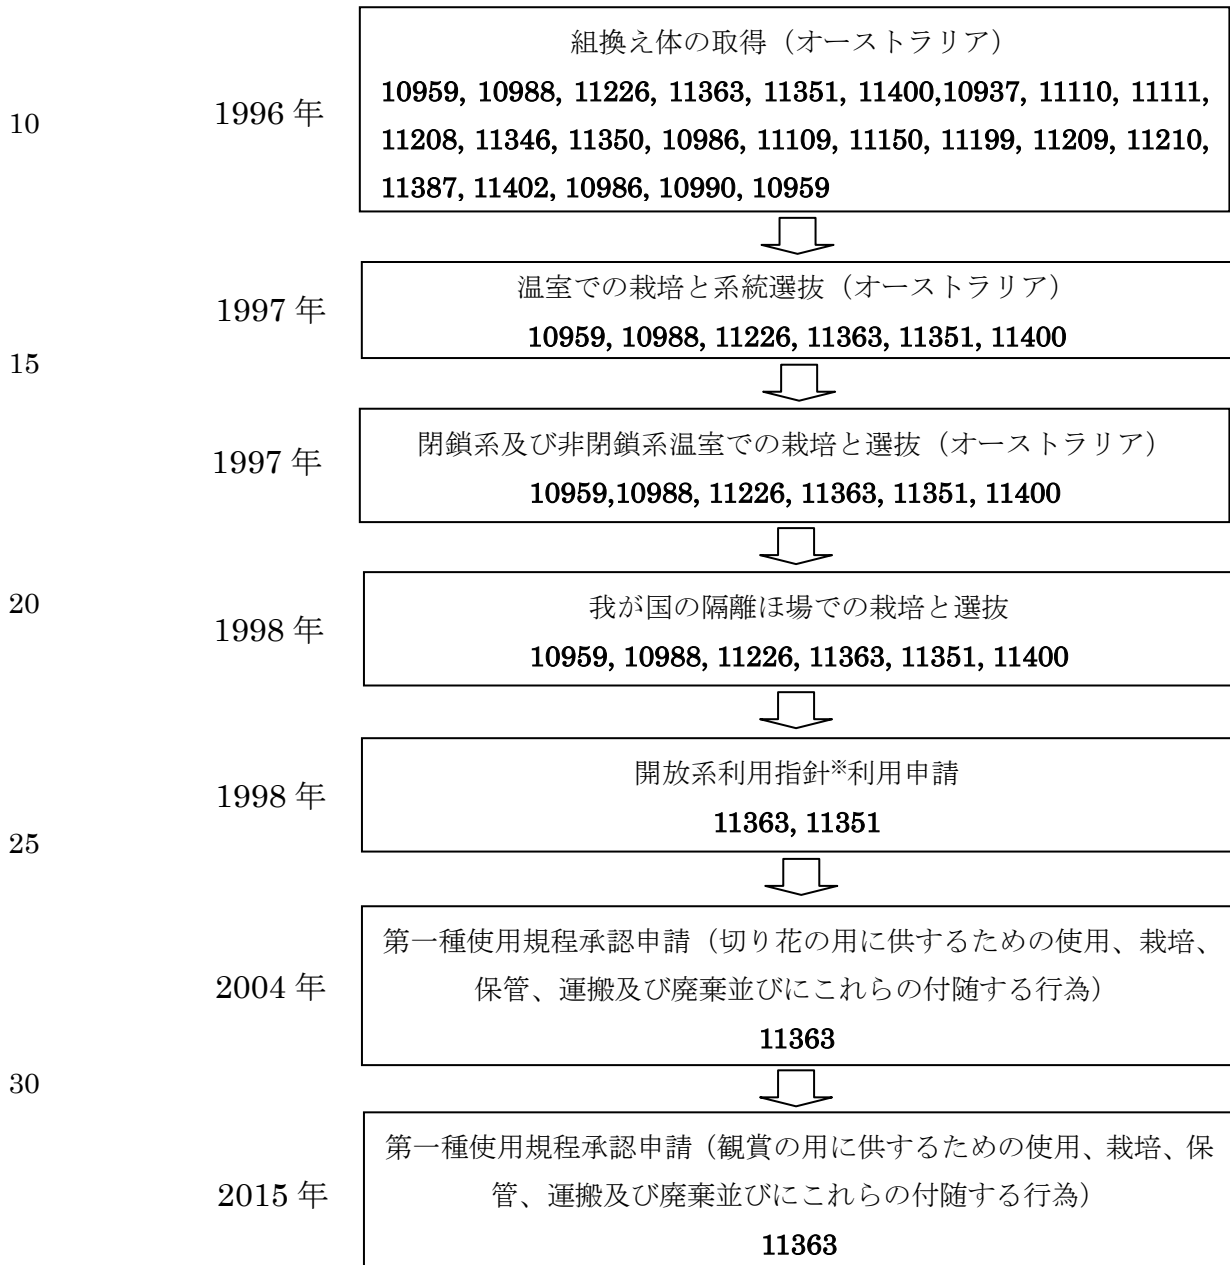 組換え体の取得（オーストラリア）
10
1996 年
10959, 10988, 11226, 11363, 11351, 11400,10937, 11110, 11111,
11208, 11346, 11350, 10986, 11109, 11150, 11199, 11209, 11210,
11387, 11402, 10986, 10990, 10959
1997 年
温室での栽培と系統選抜（オーストラリア）
10959, 10988, 11226, 11363, 11351, 11400
15
1997 年
閉鎖系及び非閉鎖系温室での栽培と選抜（オーストラリア）
10959,10988, 11226, 11363, 11351, 11400
20
1998 年
我が国の隔離ほ場での栽培と選抜
10959, 10988, 11226, 11363, 11351, 11400
1998 年
開放系利用指針※利用申請
11363, 11351
25
2004 年
第一種使用規程承認申請（切り花の用に供するための使用、栽培、
保管、運搬及び廃棄並びにこれらの付随する行為）
11363
30
2015 年
第一種使用規程承認申請（観賞の用に供するための使用、栽培、保
管、運搬及び廃棄並びにこれらの付随する行為）
11363